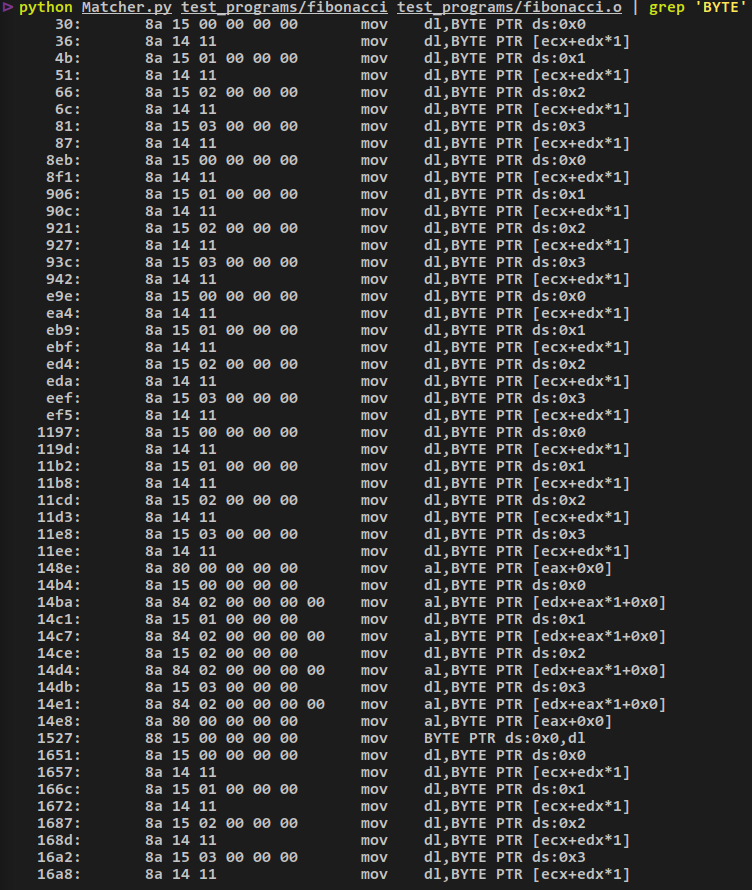 ⊳ python Matcher.py test_programs/fibonacci test_programs/fibonacci.o | grep 'BYTE'
30: 8a 15 00 00 00 00 mov dl,BYTE PTR ds:0x0
36: 8a 14 11 mov dl,BYTE PTR [ecx+edx*1]
4b: 8a 15 01 00 00 00 mov dl,BYTE PTR ds:0x1
51: 8a 14 11 mov dl,BYTE PTR [ecx+edx*1]
66: 8a 15 02 00 00 00 mov dl,BYTE PTR ds:0x2
6c: 8a 14 11 mov dl,BYTE PTR [ecx+edx*1]
81: 8a 15 03 00 00 00 mov dl,BYTE PTR ds:0x3
87: 8a 14 11 mov dl,BYTE PTR [ecx+edx*1]
8eb: 8a 15 00 00 00 00 mov dl,BYTE PTR ds:0x0
8f1: 8a 14 11 mov dl,BYTE PTR [ecx+edx*1]
906: 8a 15 01 00 00 00 mov dl,BYTE PTR ds:0x1
90c: 8a 14 11 mov dl,BYTE PTR [ecx+edx*1]
921: 8a 15 02 00 00 00 mov dl,BYTE PTR ds:0x2
927: 8a 14 11 mov dl,BYTE PTR [ecx+edx*1]
93c: 8a 15 03 00 00 00 mov dl,BYTE PTR ds:0x3
942: 8a 14 11 mov dl,BYTE PTR [ecx+edx*1]
e9e: 8a 15 00 00 00 00 mov dl,BYTE PTR ds:0x0
ea4: 8a 14 11 mov dl,BYTE PTR [ecx+edx*1]
eb9: 8a 15 01 00 00 00 mov dl,BYTE PTR ds:0x1
ebf: 8a 14 11 mov dl,BYTE PTR [ecx+edx*1]
ed4: 8a 15 02 00 00 00 mov dl,BYTE PTR ds:0x2
eda: 8a 14 11 mov dl,BYTE PTR [ecx+edx*1]
eef: 8a 15 03 00 00 00 mov dl,BYTE PTR ds:0x3
ef5: 8a 14 11 mov dl,BYTE PTR [ecx+edx*1]
1197: 8a 15 00 00 00 00 mov dl,BYTE PTR ds:0x0
119d: 8a 14 11 mov dl,BYTE PTR [ecx+edx*1]
11b2: 8a 15 01 00 00 00 mov dl,BYTE PTR ds:0x1
11b8: 8a 14 11 mov dl,BYTE PTR [ecx+edx*1]
11cd: 8a 15 02 00 00 00 mov dl,BYTE PTR ds:0x2
11d3: 8a 14 11 mov dl,BYTE PTR [ecx+edx*1]
11e8: 8a 15 03 00 00 00 mov dl,BYTE PTR ds:0x3
11ee: 8a 14 11 mov dl,BYTE PTR [ecx+edx*1]
148e: 8a 80 00 00 00 00 mov al,BYTE PTR [eax+0x0]
14b4: 8a 15 00 00 00 00 mov dl,BYTE PTR ds:0x0
14ba: 8a 84 02 00 00 00 00 mov al,BYTE PTR [edx+eax*1+0x0]
14c1: 8a 15 01 00 00 00 mov dl,BYTE PTR ds:0x1
14c7: 8a 84 02 00 00 00 00 mov al,BYTE PTR [edx+eax*1+0x0]
14ce: 8a 15 02 00 00 00 mov dl,BYTE PTR ds:0x2
14d4: 8a 84 02 00 00 00 00 mov al,BYTE PTR [edx+eax*1+0x0]
14db: 8a 15 03 00 00 00 mov dl,BYTE PTR ds:0x3
14e1: 8a 84 02 00 00 00 00 mov al,BYTE PTR [edx+eax*1+0x0]
14e8: 8a 80 00 00 00 00 mov al,BYTE PTR [eax+0x0]
1527: 88 15 00 00 00 00 mov BYTE PTR ds:0x0,dl
1651: 8a 15 00 00 00 00 mov dl,BYTE PTR ds:0x0
1657: 8a 14 11 mov dl,BYTE PTR [ecx+edx*1]
166c: 8a 15 01 00 00 00 mov dl,BYTE PTR ds:0x1
1672: 8a 14 11 mov dl,BYTE PTR [ecx+edx*1]
1687: 8a 15 02 00 00 00 mov dl,BYTE PTR ds:0x2
168d: 8a 14 11 mov dl,BYTE PTR [ecx+edx*1]
16a2: 8a 15 03 00 00 00 mov dl,BYTE PTR ds:0x3
16a8: 8a 14 11 mov dl,BYTE PTR [ecx+edx*1]